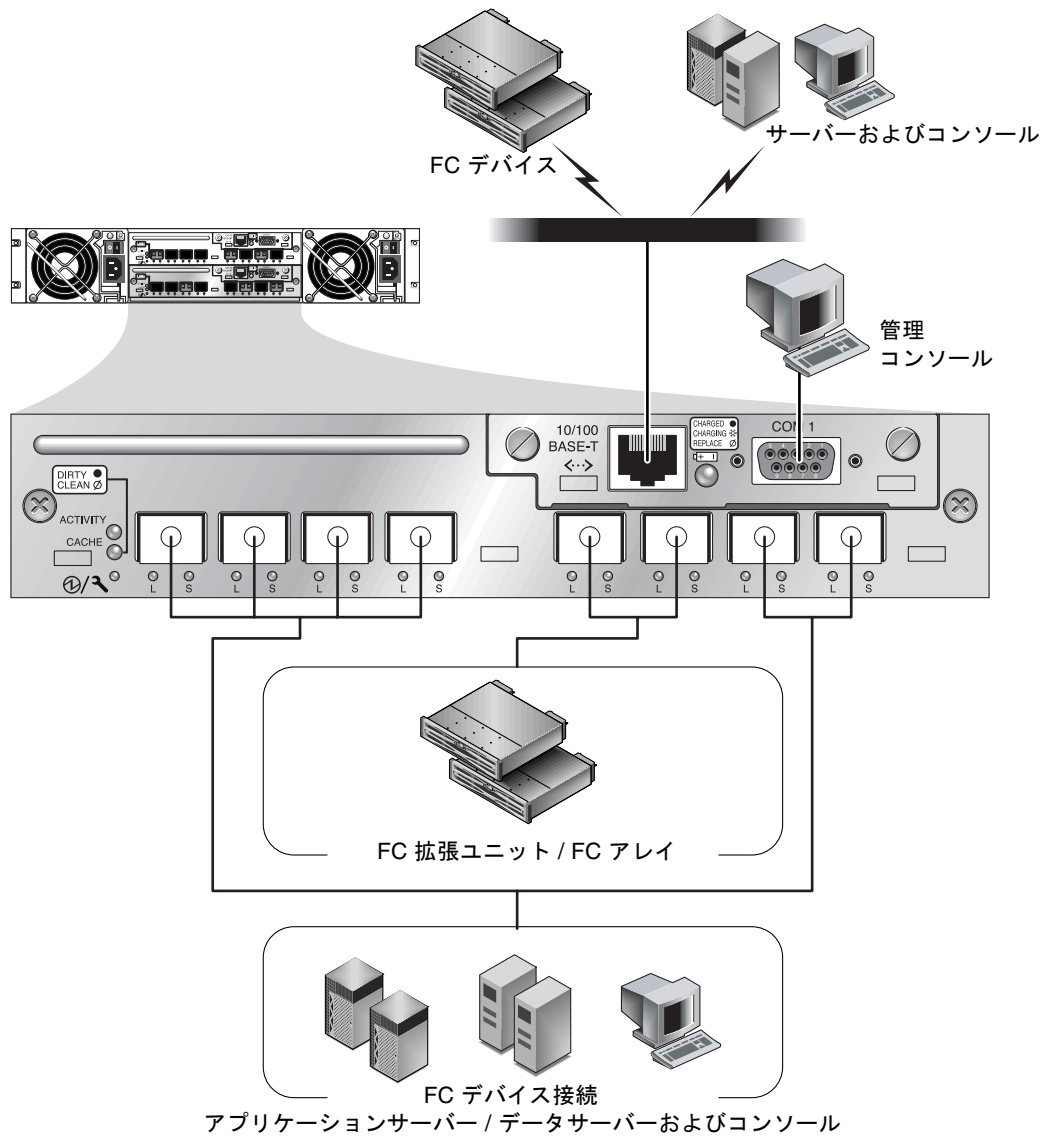 FC デバイス
サーバーおよびコンソール
管理
コンソール
10/100
BASE-T
CHARGED
CHARGING
REPLACE
COM 1
DIRTY
CLEAN
ACTIVITY
CACHE
L S L S L S L S L S L S L S L S
FC 拡張ユニット / FC アレイ
FC デバイス接続
アプリケーションサーバー / データサーバーおよびコンソール